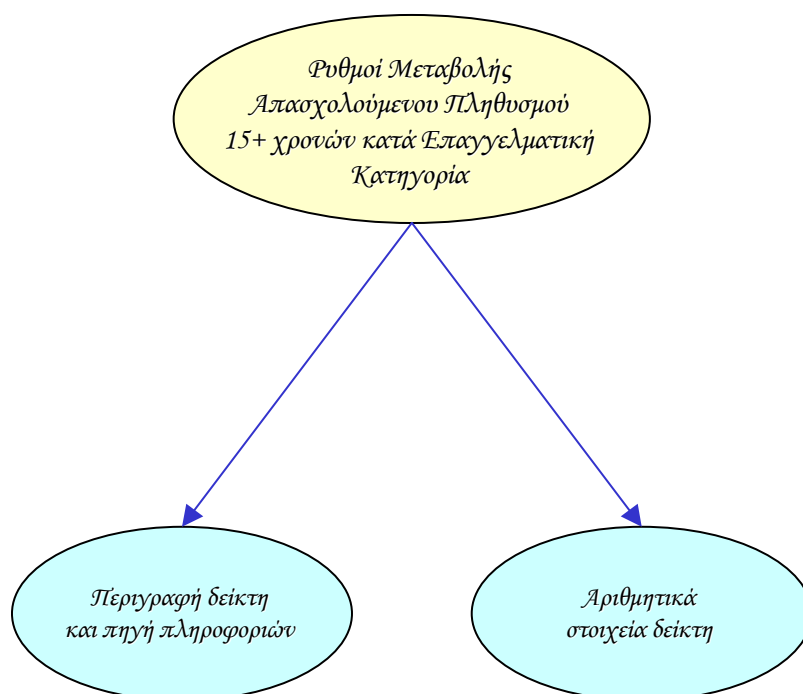 Ρυθμοί Μεταβολής
Απασχολούμενου Πληθυσμού
15+ χρονών κατά Επαγγελματική
Κατηγορία
Περιγραφή δείκτη
και πηγή πληροφοριών
Αριθμητικά
στοιχεία δείκτη